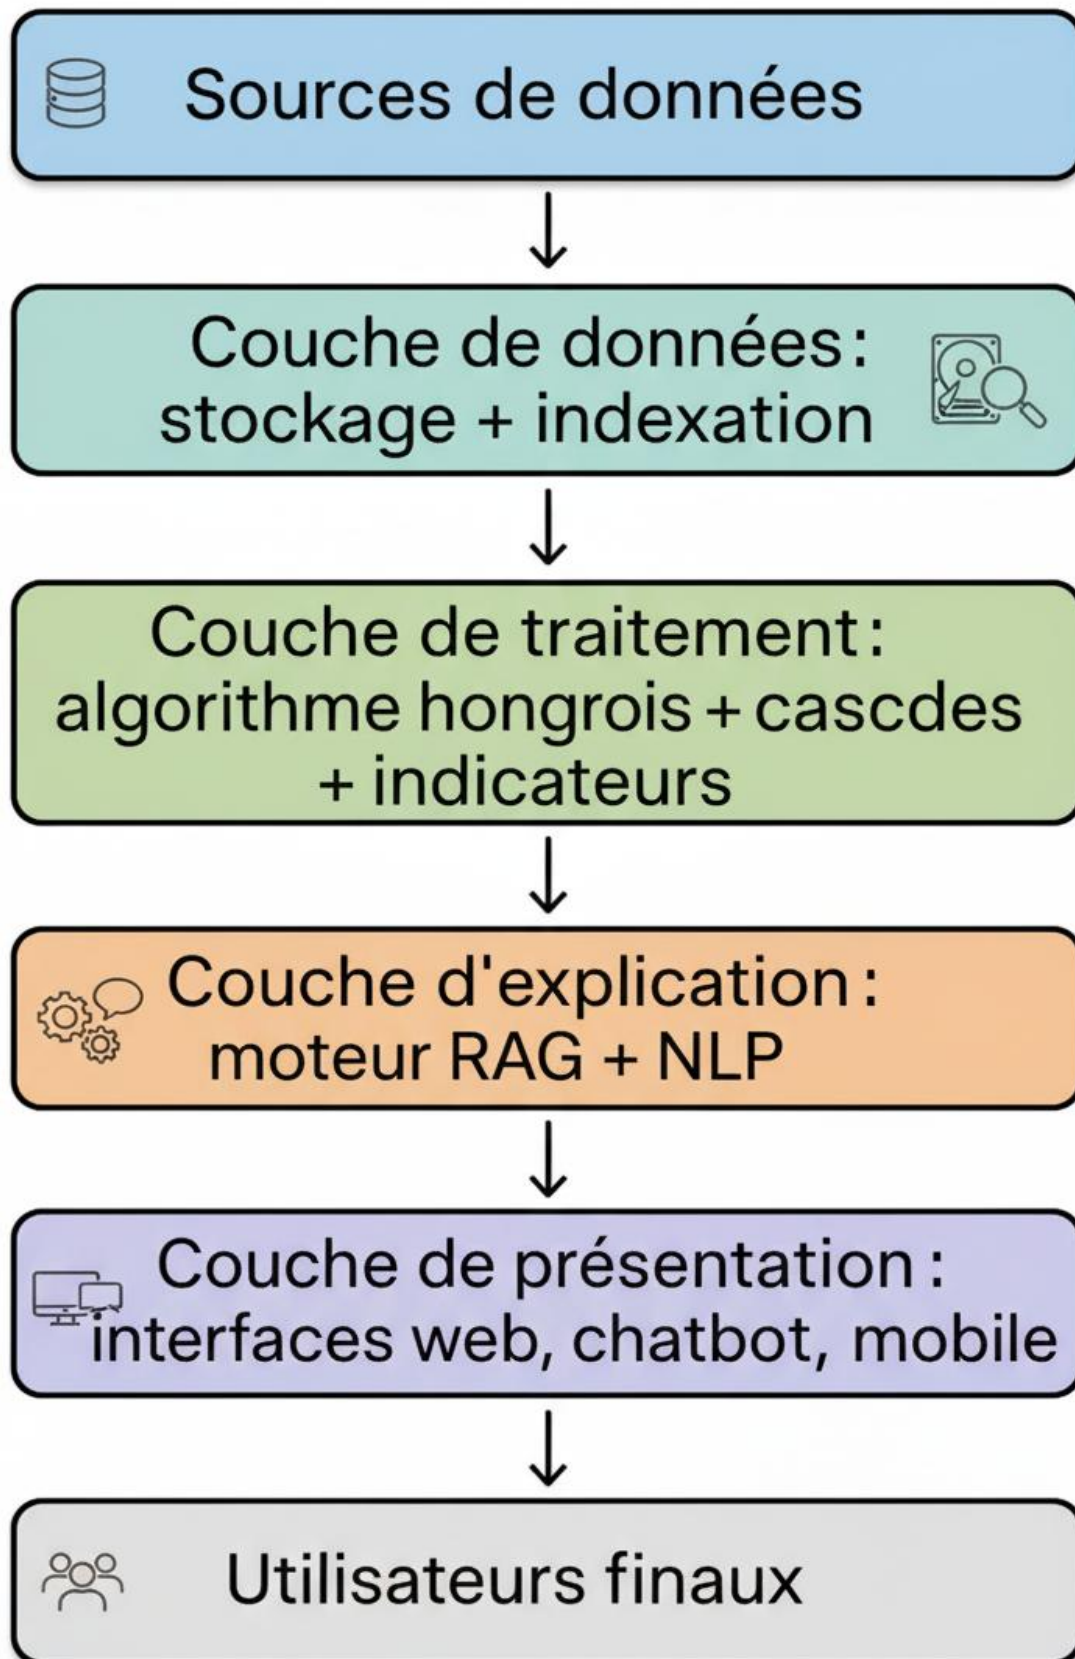 Sources de données
Couche de données :
stockage + indexation
Couche de traitement :
algorithme hongrois + cascdes
+ indicateurs
Couche d'explication :
moteur RAG + NLP
Couche de présentation :
interfaces web, chatbot, mobile
Utilisateurs finaux